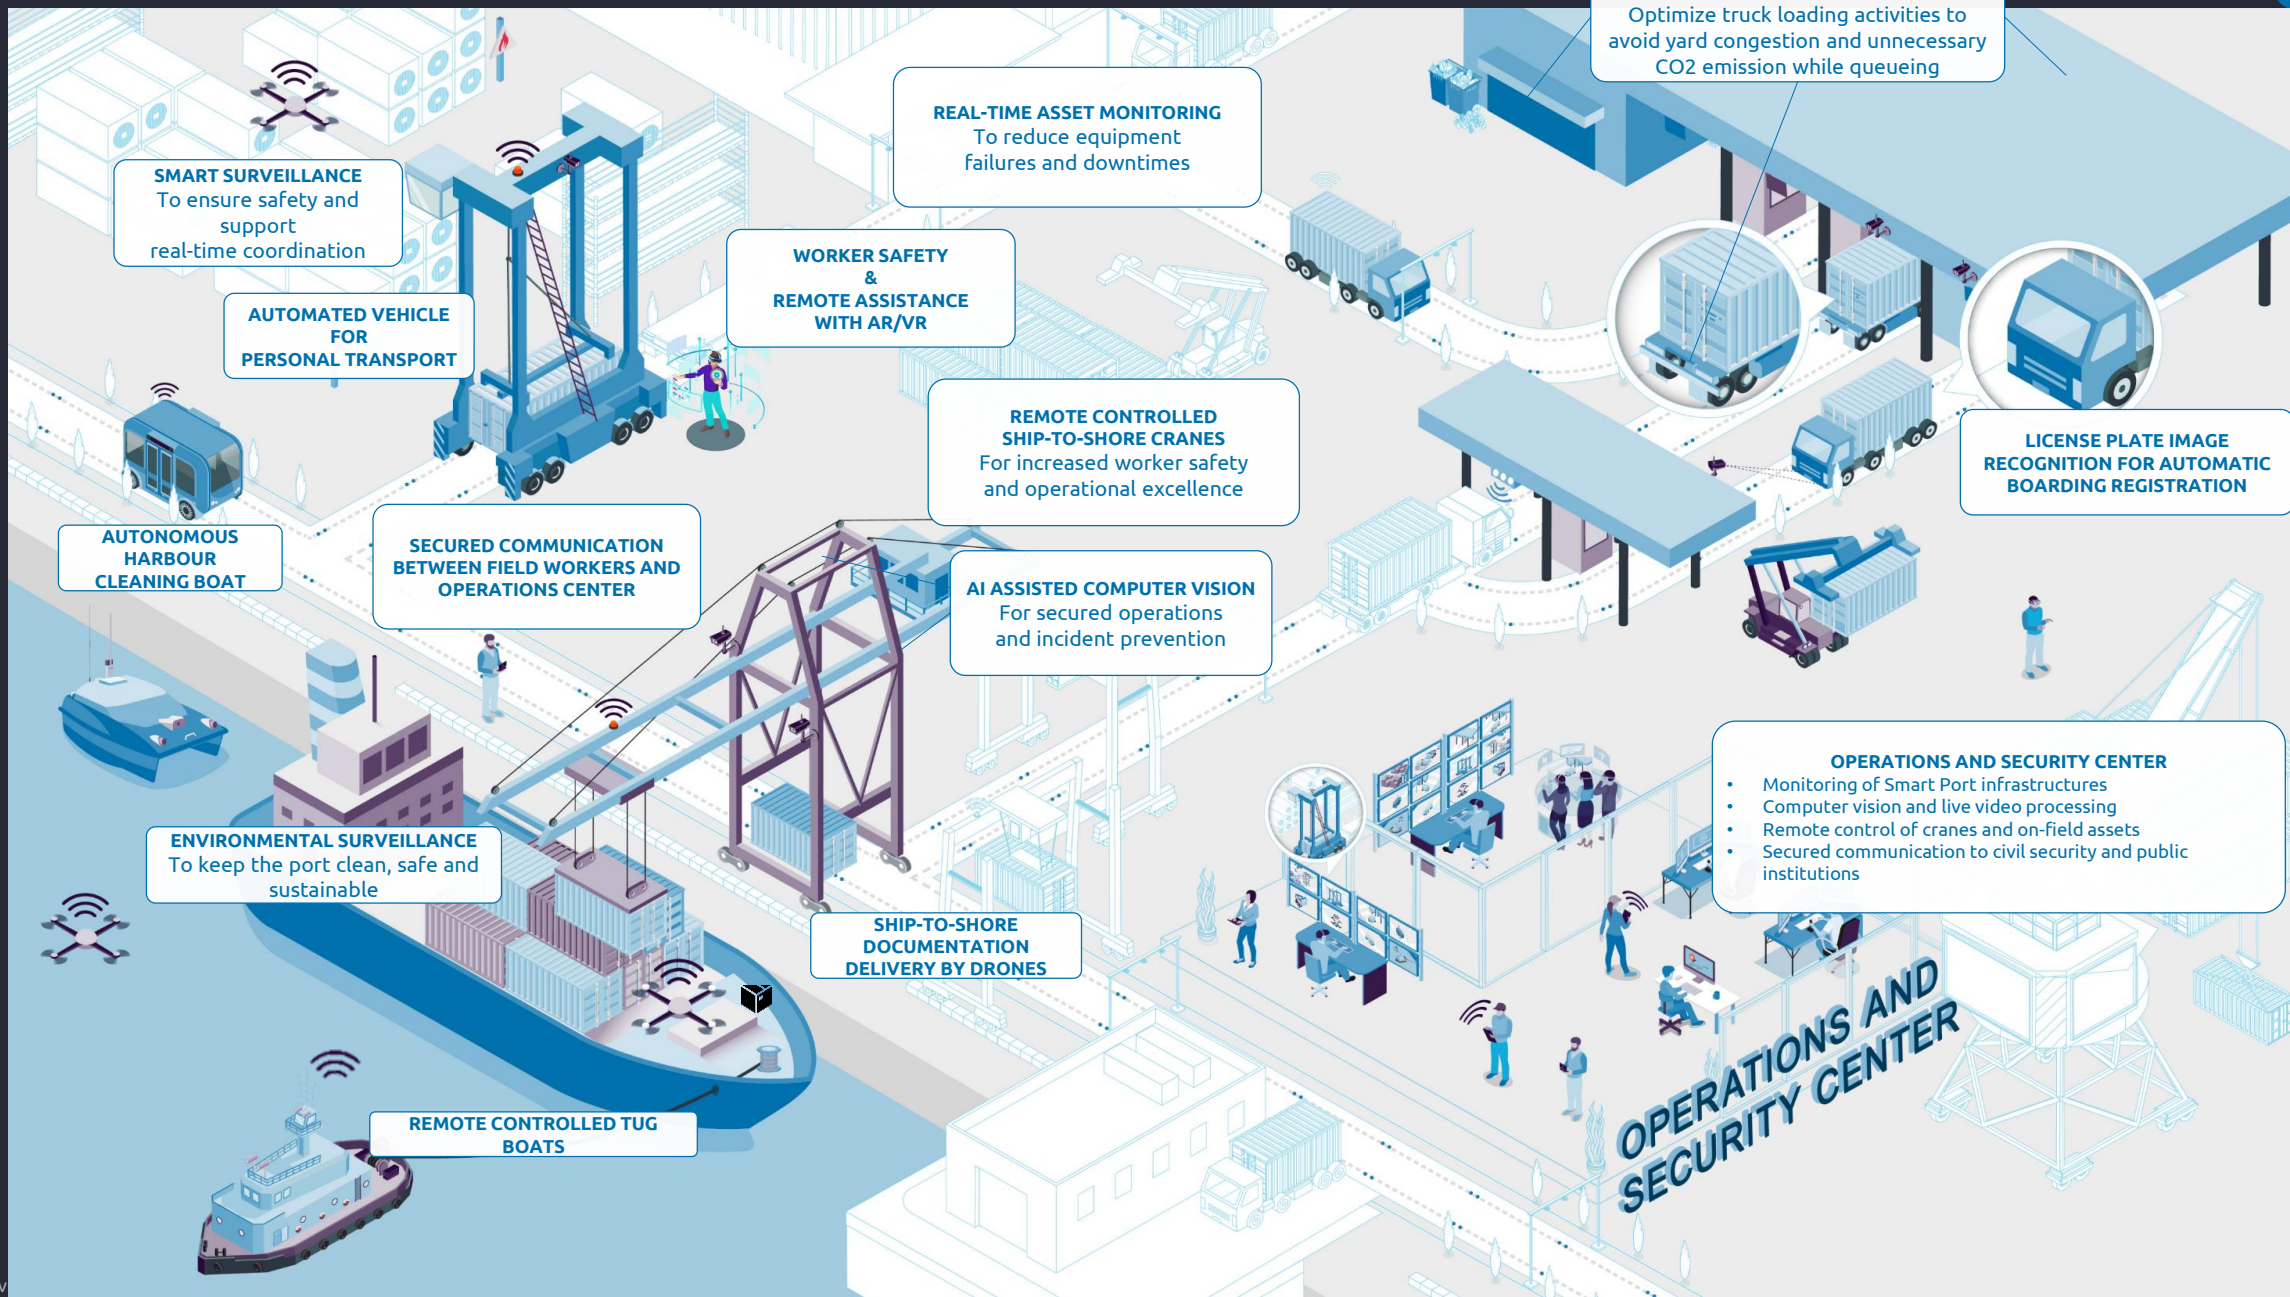 Optimize truck loading activities to
avoid yard congestion and unnecessary
CO2 emission while queueing
REAL-TIME ASSET MONITORING
To reduce equipment
failures and downtimes
SMART SURVEILLANCE
To ensure safety and
support
real-time coordination
WORKER SAFETY
&
REMOTE ASSISTANCE
WITH AR/VR
AUTOMATED VEHICLE
FOR
PERSONAL TRANSPORT
REMOTE CONTROLLED
SHIP-TO-SHORE CRANES
For increased worker safety
and operational excellence
LICENSE PLATE IMAGE
RECOGNITION FOR AUTOMATIC
BOARDING REGISTRATION
AUTONOMOUS
HARBOUR
CLEANING BOAT
SECURED COMMUNICATION
BETWEEN FIELD WORKERS AND
OPERATIONS CENTER
AI ASSISTED COMPUTER VISION
For secured operations
and incident prevention
OPERATIONS AND SECURITY CENTER
• Monitoring of Smart Port infrastructures
• Computer vision and live video processing
• Remote control of cranes and on-field assets
• Secured communication to civil security and public
institutions
ENVIRONMENTAL SURVEILLANCE
To keep the port clean, safe and
sustainable
SHIP-TO-SHORE
DOCUMENTATION
DELIVERY BY DRONES
OPERATIONS AND
SECURITY CENTER
REMOTE CONTROLLED TUG
BOATS